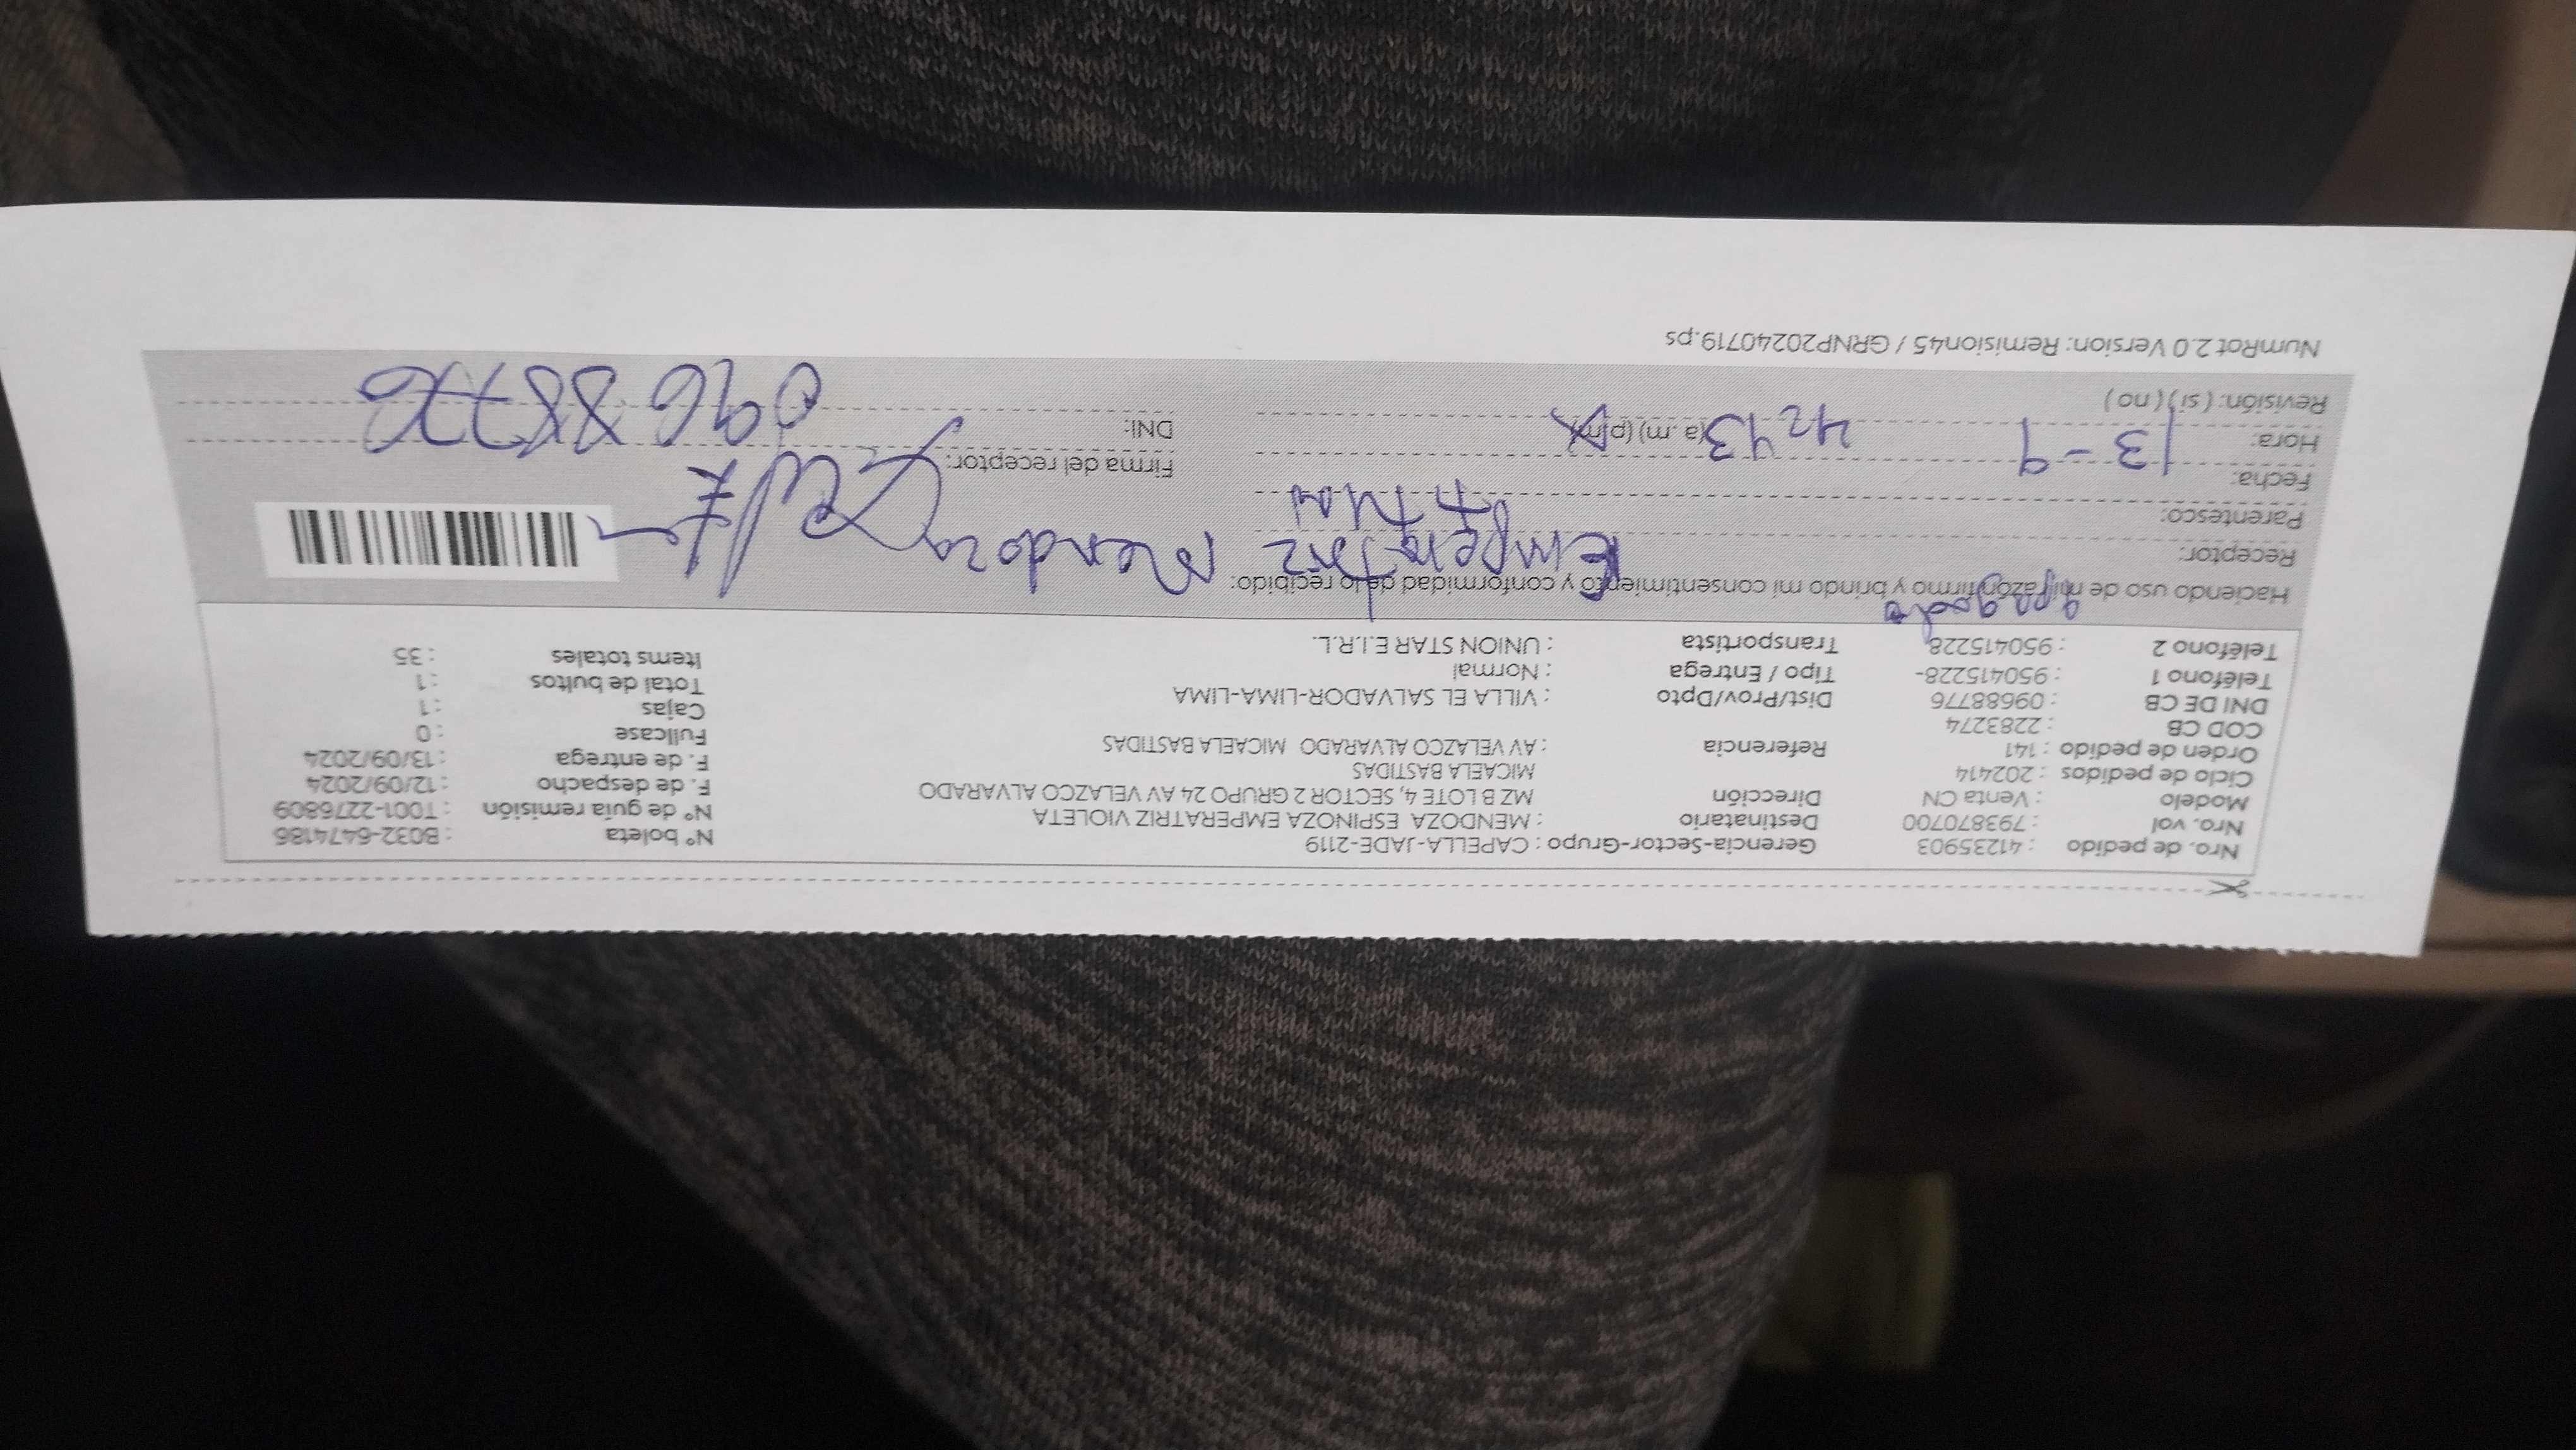 Nro. de pedido : 41235903 Gerencia-Sector-Grupo : CAPELLA-JADE-2119 N° boleta : B032-6474186
Nro. vol : 793870700 Destinatario : MENDOZA ESPINOZA EMPERATRIZ VIOLETA N° de guía remisión : T001-2276809
Modelo : Venta CN Dirección MZ B LOTE 4, SECTOR 2 GRUPO 24 AV VELAZCO ALVARADO F. de despacho : 12/09/2024
Ciclo de pedidos : 202414 MICAELA BASTIDAS F. de entrega : 13/09/2024
Orden de pedido : 141 Referencia : AV VELAZCO ALVARADO MICAELA BASTIDAS Fullcase : 0
COD CB : 2283274 Cajas : 1
DNI DE CB : 09688776 Dist/Prov/Dpto : VILLA EL SALVADOR-LIMA-LIMA Total de bultos : 1
Teléfono 1 : 950415228- Tipo / Entrega : Normal Items totales : 35
Teléfono 2 : 950415228 Transportista : UNION STAR E.I.R.L.
Haciendo uso de mi razón firmo y brindo mi consentimiento y conformidad de lo recibido:
Receptor: Emperatriz Mendoza
Parentesco:
Fecha: 13-9 Firma del receptor:
Hora: 4:43 (a.m) (p.m) DNI: 09688776
Revisión: (si) (no)
NumRot 2.0 Version: Remision45 / GRNP20240719.ps